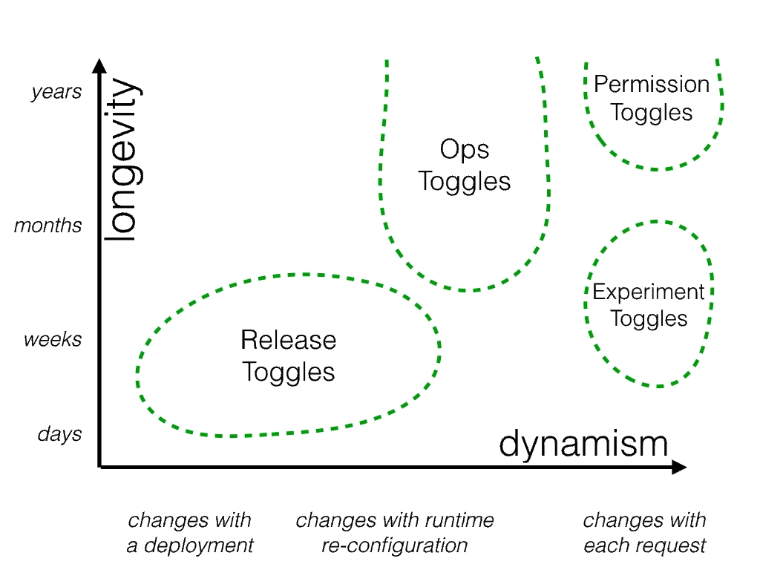 years
longevity
months
weeks
days
Ops
Toggles
Permission
Toggles
Experiment
Toggles
Release
Toggles
dynamism
changes with
a deployment
changes with runtime
re-configuration
changes with
each request